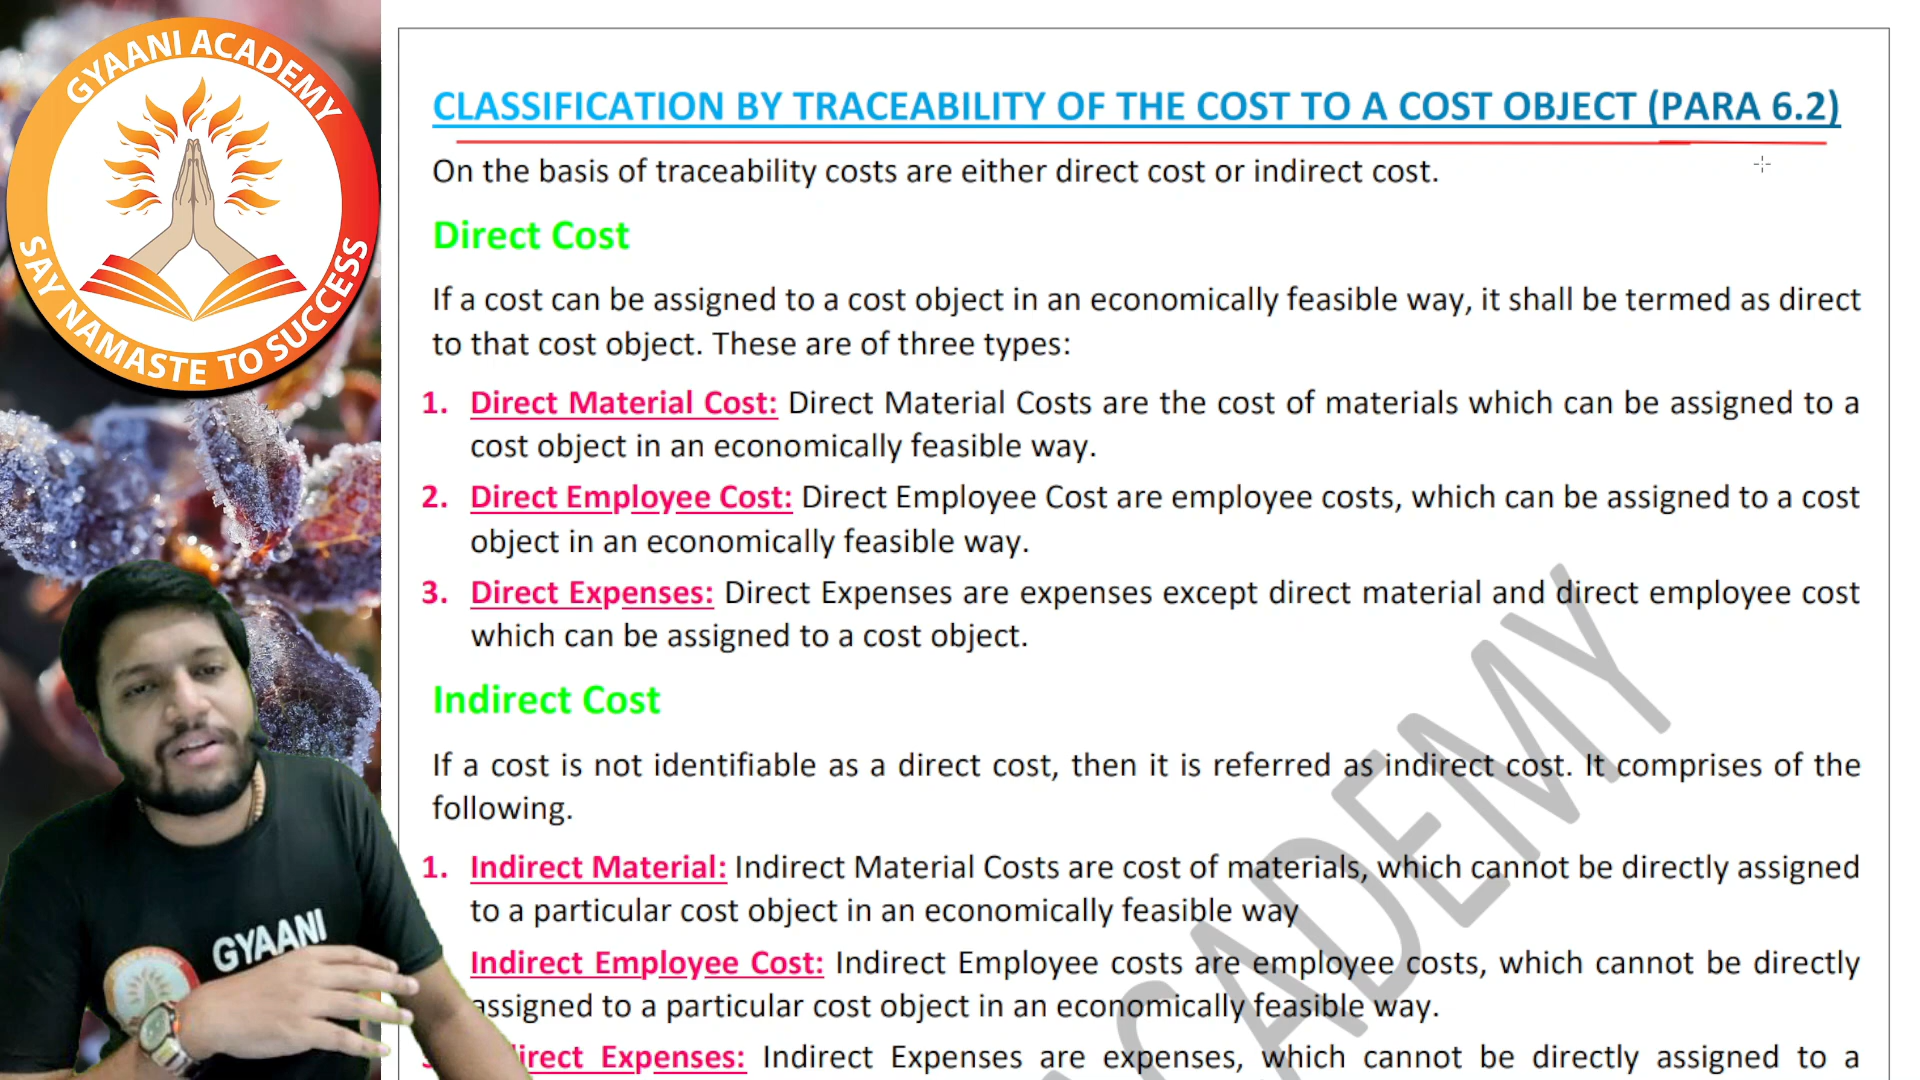 GYAANI ACADEMY
SAY NAMASTE TO SUCCESS
CLASSIFICATION BY TRACEABILITY OF THE COST TO A COST OBJECT (PARA 6.2)
On the basis of traceability costs are either direct cost or indirect cost.
Direct Cost
If a cost can be assigned to a cost object in an economically feasible way, it shall be termed as direct
to that cost object. These are of three types:
1. Direct Material Cost: Direct Material Costs are the cost of materials which can be assigned to a
cost object in an economically feasible way.
2. Direct Employee Cost: Direct Employee Cost are employee costs, which can be assigned to a cost
object in an economically feasible way.
3. Direct Expenses: Direct Expenses are expenses except direct material and direct employee cost
which can be assigned to a cost object.
Indirect Cost
If a cost is not identifiable as a direct cost, then it is referred as indirect cost. It comprises of the
following.
1. Indirect Material: Indirect Material Costs are cost of materials, which cannot be directly assigned
to a particular cost object in an economically feasible way
Indirect Employee Cost: Indirect Employee costs are employee costs, which cannot be directly
assigned to a particular cost object in an economically feasible way.
Expenses: Indirect Expenses are expenses, which cannot be directly assigned to a
GYAANI